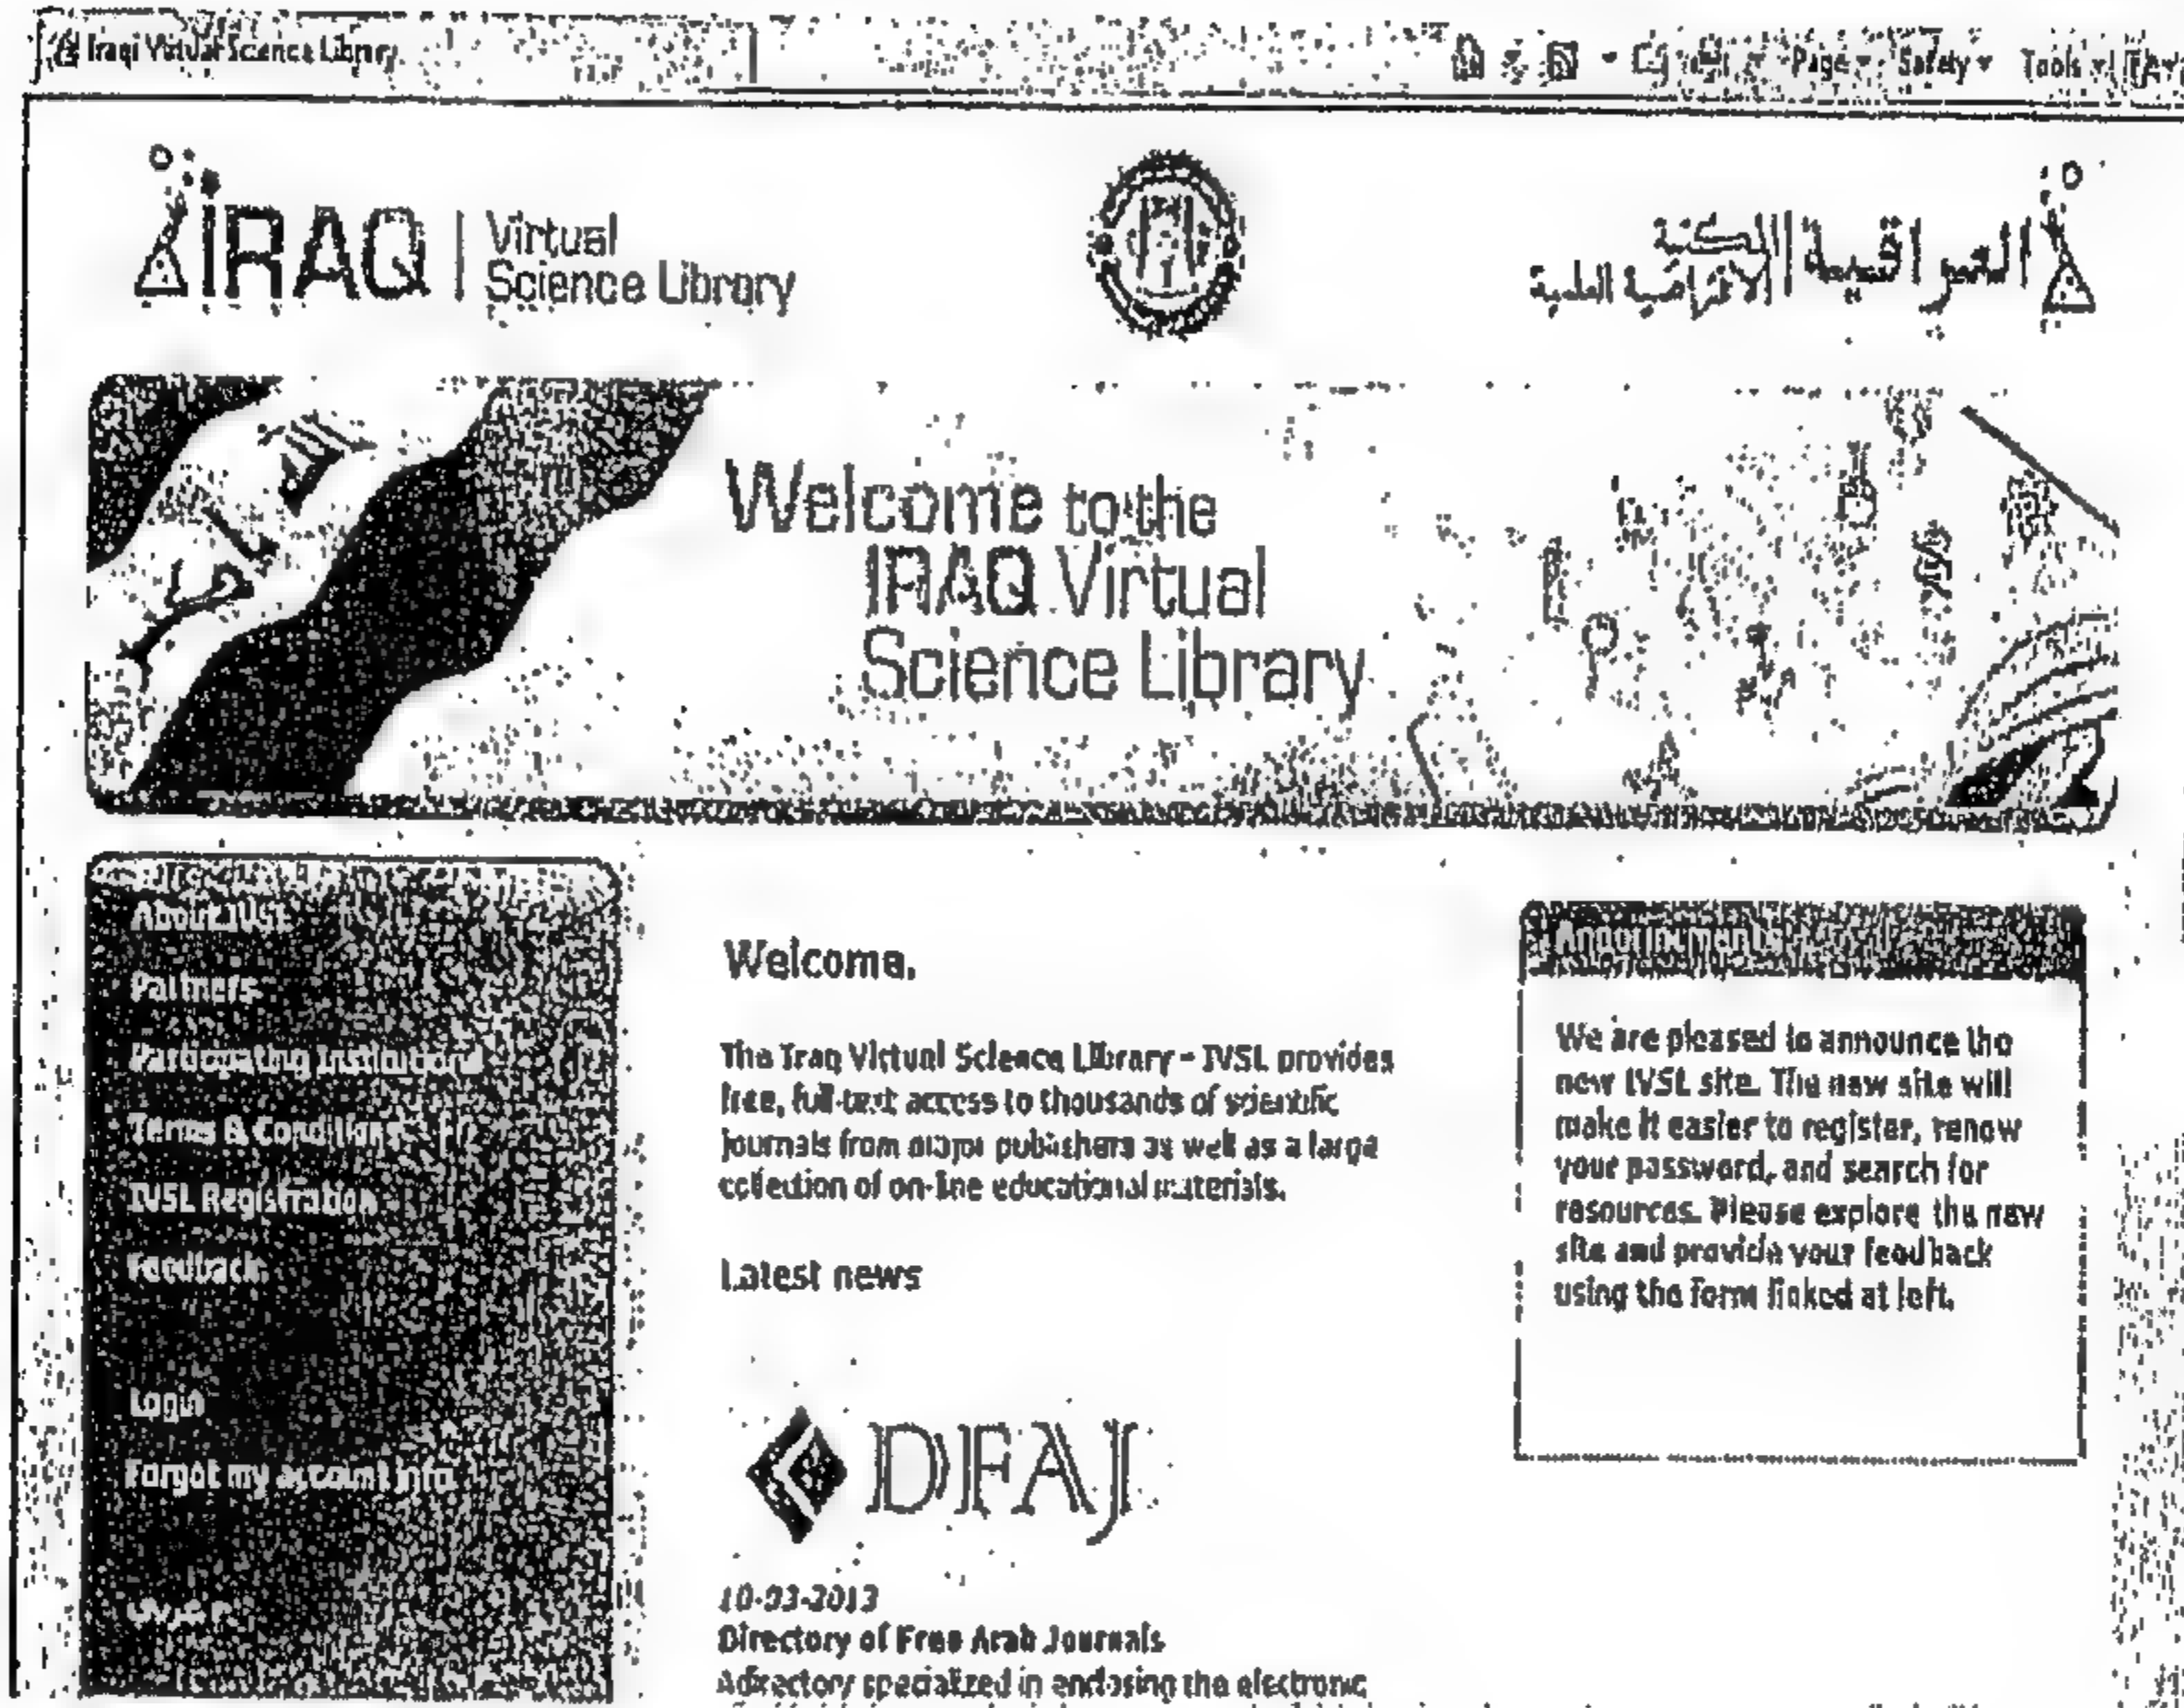 Iraqi Virtual Science Library
Page Safety Tools
IRAQ Virtual
Science Library
العراقية المكتبة
الافتراضية العلمية
Welcome to the
IRAQ Virtual
Science Library
About IVSL
Partners
Participating Institutions
Terms & Conditions
IVSL Registration
Feedback
Login
Forgot my account info
Welcome.
The Iraq Virtual Science Library - IVSL provides
free, full-text access to thousands of scientific
journals from major publishers as well as a large
collection of on-line educational materials.
Latest news
DFAJ
10-03-2013
Directory of Free Arab Journals
A directory specialized in enclosing the electronic
Announcments
We are pleased to announce the
new IVSL site. The new site will
make it easier to register, renew
your password, and search for
resources. Please explore the new
site and provide your feedback
using the form linked at left.